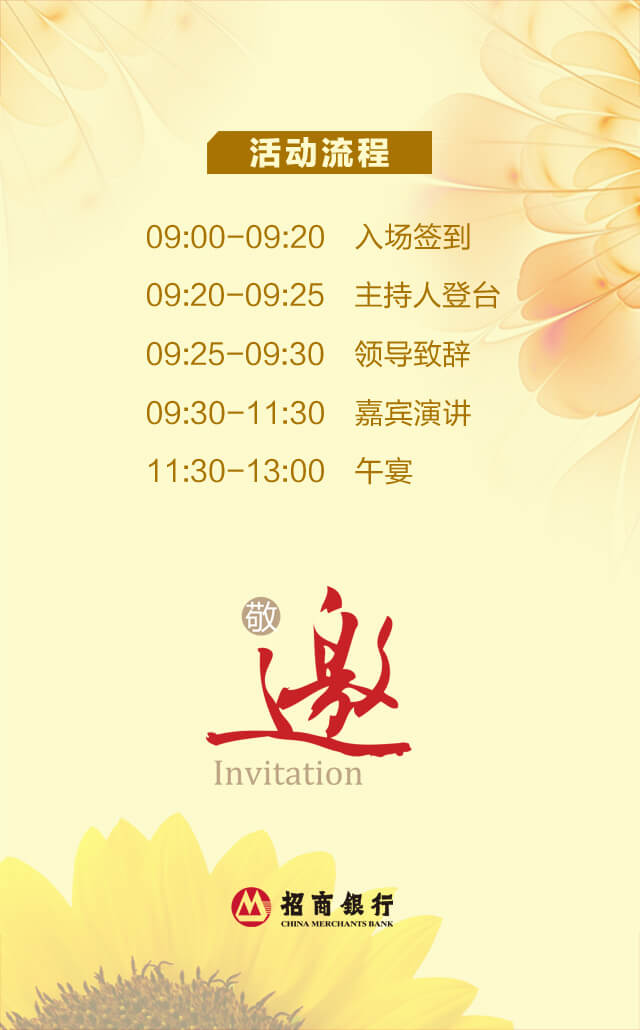 活动流程
09:00-09:20 入场签到
09:20-09:25 主持人登台
09:25-09:30 领导致辞
09:30-11:30 嘉宾演讲
11:30-13:00 午宴
敬
邀
Invitation
招商银行
CHINA MERCHANTS BANK